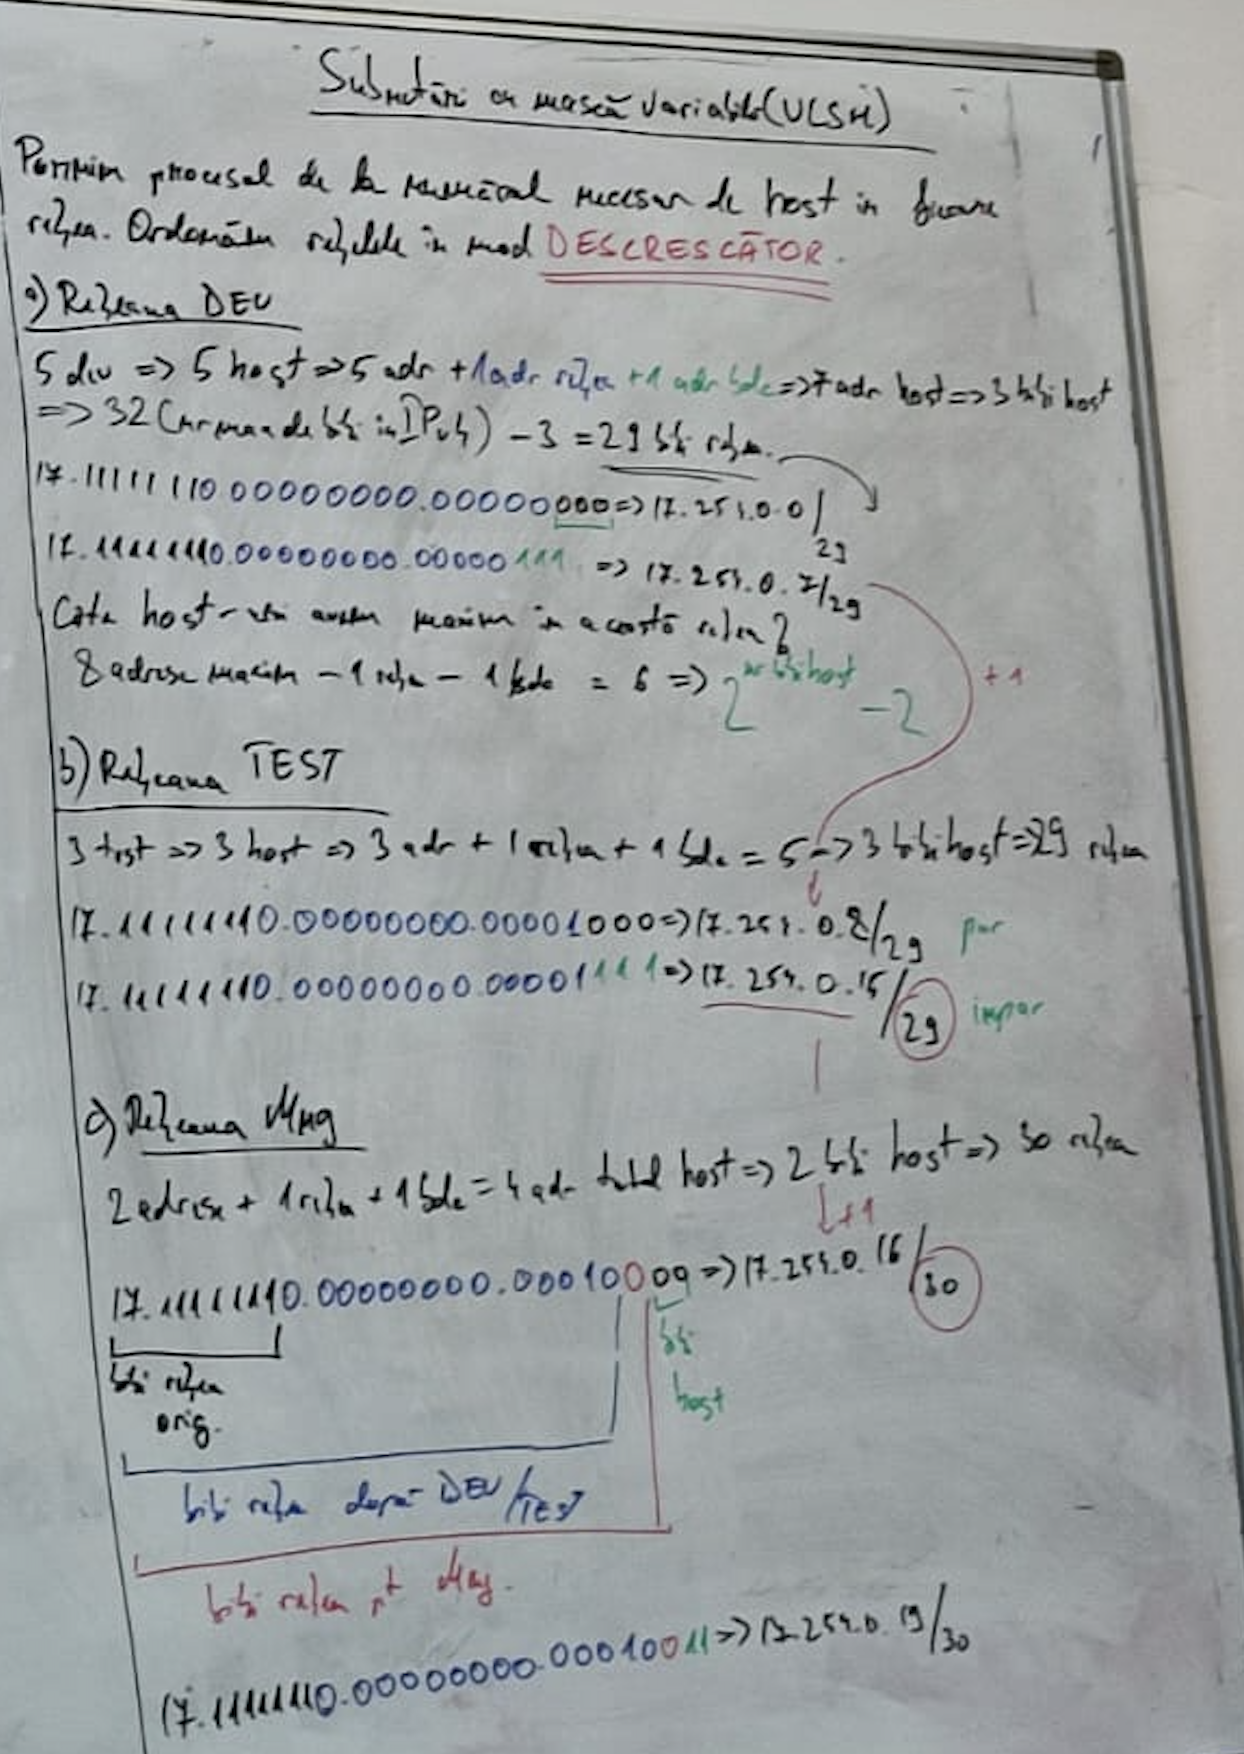 Subnetări cu mască variabilă (VLSM)
Pornim procesul de la numărul necesar de host in fiecare
rețea. Ordonăm rețelele în mod DESCRESCĂTOR.
a) Rețeaua DEV
5 dev => 5 host => 5 adr + 1 adr rețea + 1 adr bdc => 7 adr host => 3 biți host
=> 32 (nr max de biți in IPv4) - 3 = 29 biți rețea.
17.11111110.00000000.00000000 => 17.254.0.0/29
17.11111110.00000000.00000111 => 17.254.0.7/29
Câte host-uri avem maxim in această rețea?
8 adrese maxim - 1 rețea - 1 bdc = 6 => 2^nr biți host - 2
+1
b) Rețeaua TEST
3 test => 3 host => 3 adr + 1 rețea + 1 bdc = 5 => 3 biți host => 29 rețea
17.11111110.00000000.00001000 => 17.254.0.8/29 par
17.11111110.00000000.00001111 => 17.254.0.15/29 impar
c) Rețeaua Mng
2 adrese + 1 rețea + 1 bdc = 4 adr total host => 2 biți host => 30 rețea
+1
17.11111110.00000000.00010000 => 17.254.0.16/30
biți rețea
orig.
biți
host
biți rețea după DEV/TEST
biți rețea pt Mng.
17.11111110.00000000.00010011 => 17.254.0.19/30